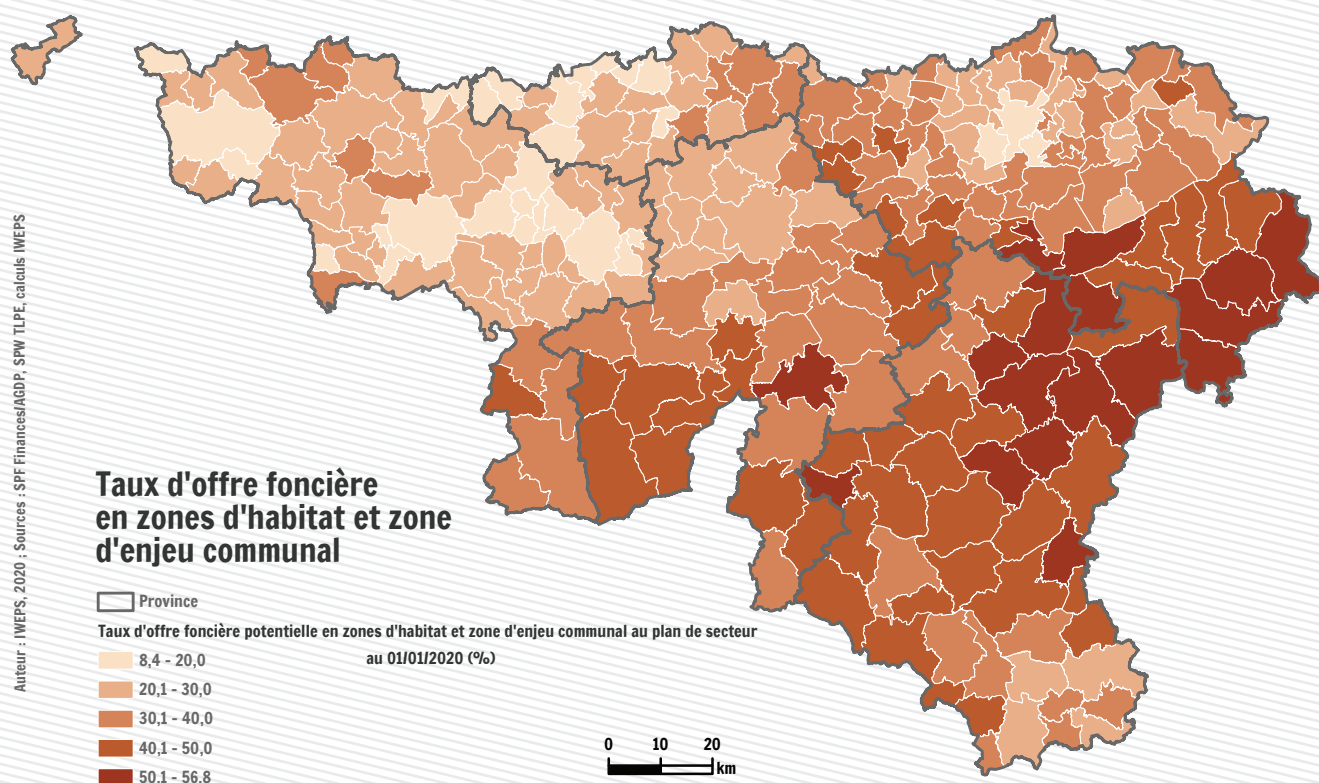 Taux d'offre foncière
en zones d'habitat et zone
d'enjeu communal
Province
Taux d'offre foncière potentielle en zones d'habitat et zone d'enjeu communal au plan de secteur
au 01/01/2020 (%)
8,4 - 20,0
20,1 - 30,0
30,1 - 40,0
40,1 - 50,0
50,1 - 56,8
0 10 20
km
Auteur : IWEPS, 2020 ; Sources : SPF Finances/AGDP, SPW TLPE, calculs IWEPS